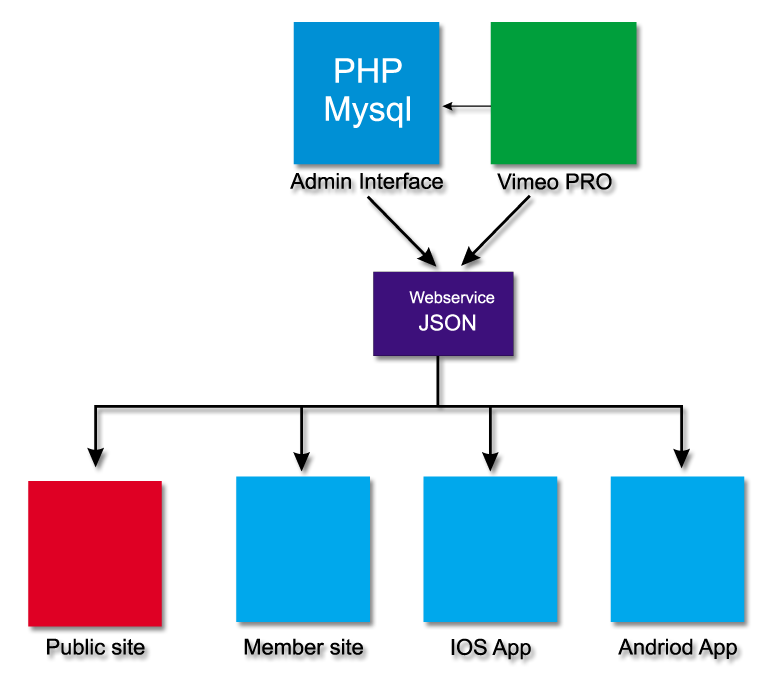 PHP
Mysql
Admin Interface
Vimeo PRO
Webservice
JSON
Public site
Member site
IOS App
Andriod App